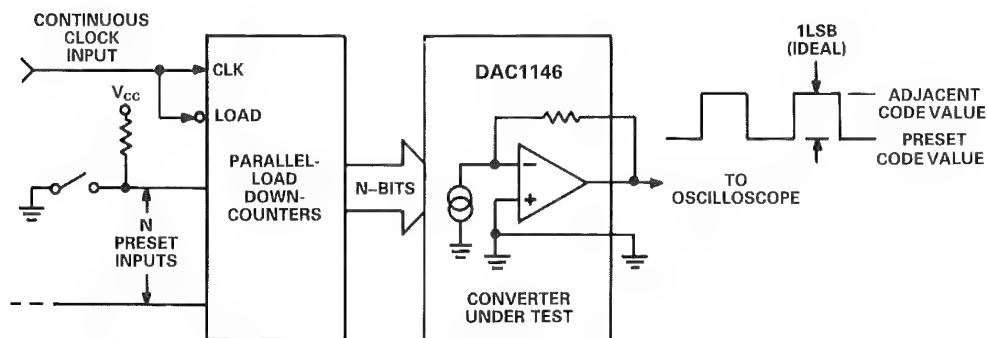 CONTINUOUS
CLOCK
INPUT
CLK
LOAD
VCC
PARALLEL-
LOAD
DOWN-
COUNTERS
N
PRESET
INPUTS
N-BITS
DAC1146
-
+
CONVERTER
UNDER TEST
TO
OSCILLOSCOPE
1LSB
(IDEAL)
ADJACENT
CODE VALUE
PRESET
CODE VALUE